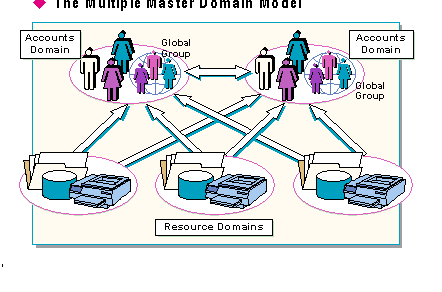 The Multiple Master Domain Model
Accounts
Domain
Global
Group
Accounts
Domain
Global
Group
Resource Domains